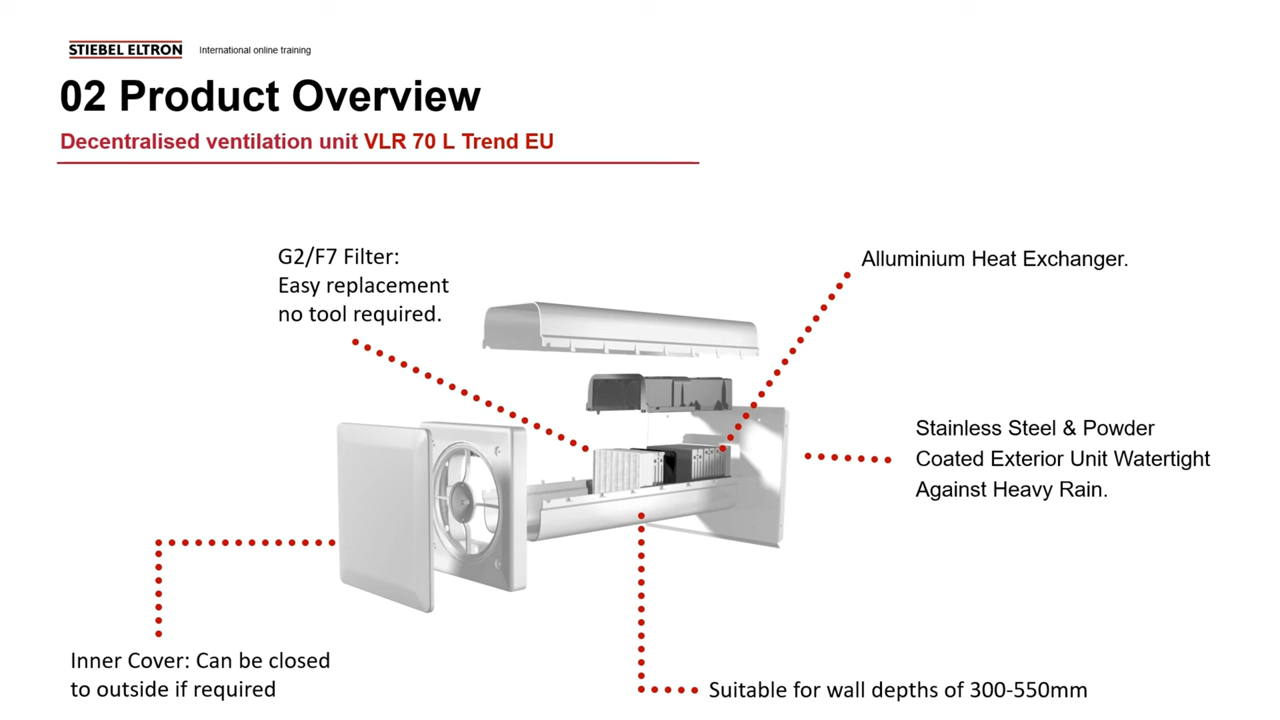 STIEBEL ELTRON International online training
02 Product Overview
Decentralised ventilation unit VLR 70 L Trend EU
G2/F7 Filter:
Easy replacement
no tool required.
Alluminium Heat Exchanger.
Stainless Steel & Powder
Coated Exterior Unit Watertight
Against Heavy Rain.
Inner Cover: Can be closed
to outside if required
Suitable for wall depths of 300-550mm